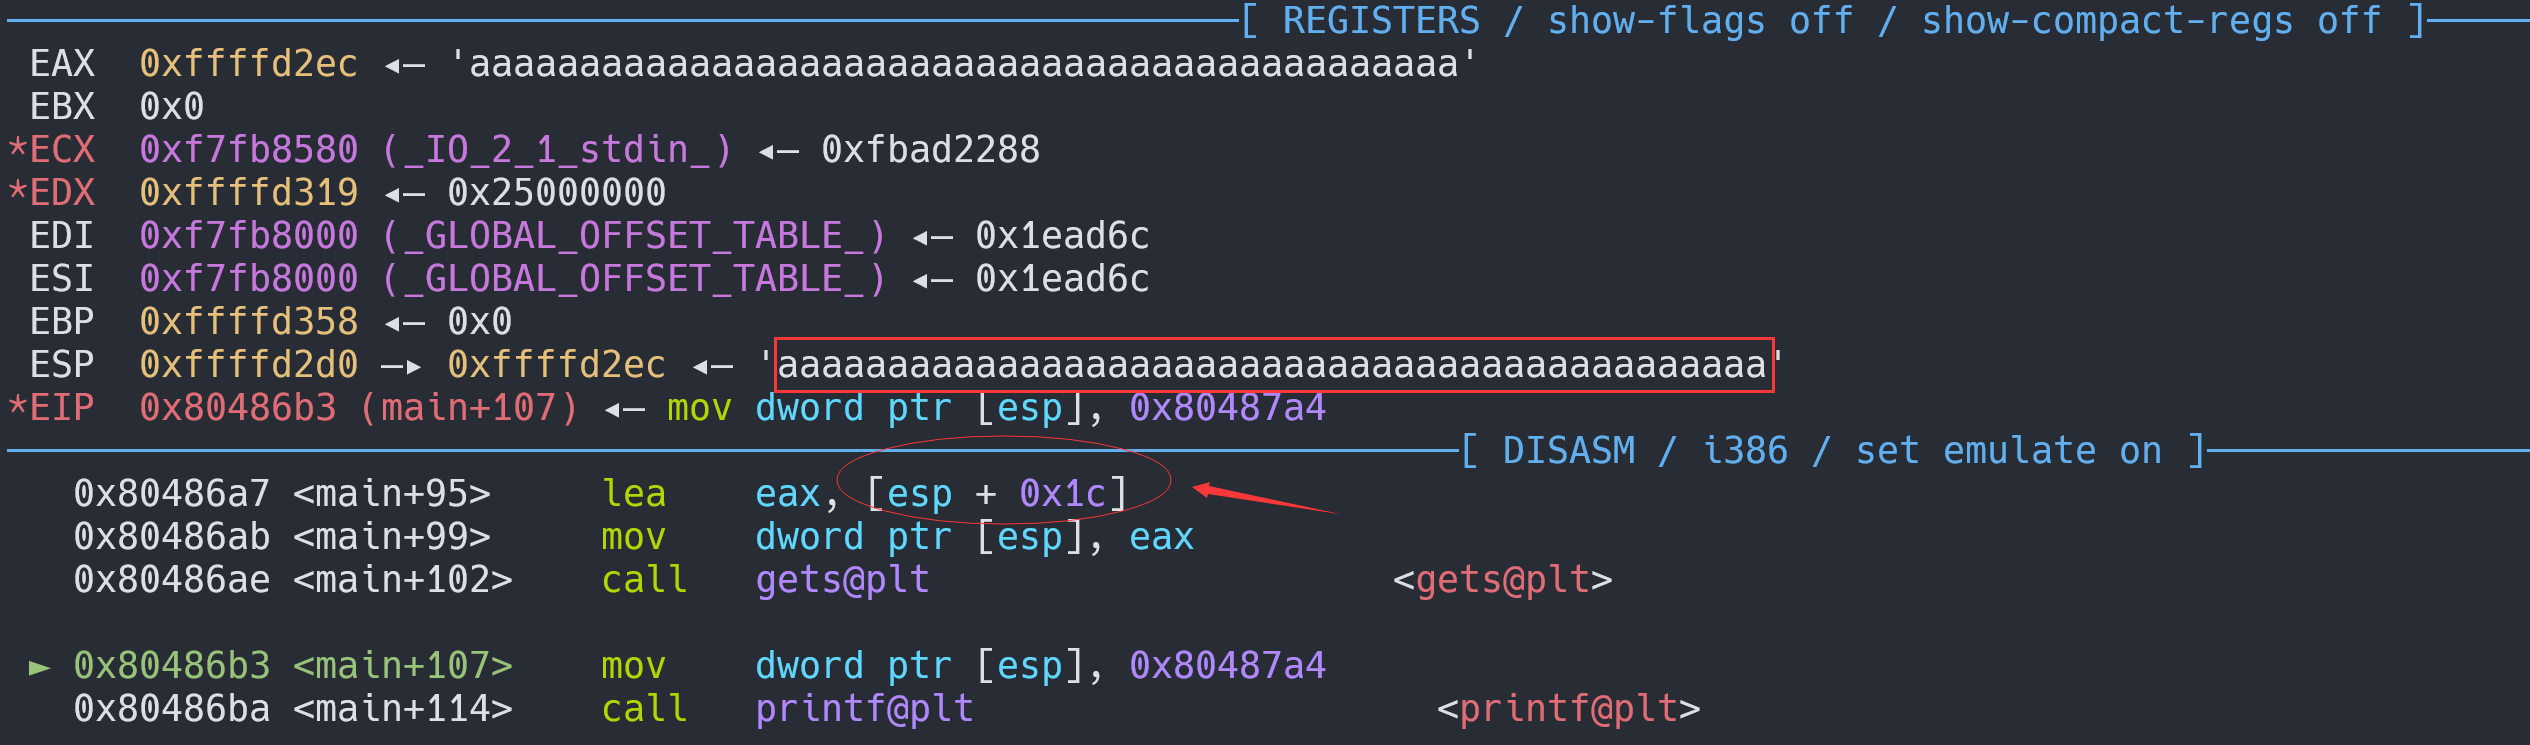 [ REGISTERS / show-flags off / show-compact-regs off ]
EAX 0xffffd2ec ◂— 'aaaaaaaaaaaaaaaaaaaaaaaaaaaaaaaaaaaaaaaaaaaaa'
EBX 0x0
*ECX 0xf7fb8580 (_IO_2_1_stdin_) ◂— 0xfbad2288
*EDX 0xffffd319 ◂— 0x25000000
EDI 0xf7fb8000 (_GLOBAL_OFFSET_TABLE_) ◂— 0x1ead6c
ESI 0xf7fb8000 (_GLOBAL_OFFSET_TABLE_) ◂— 0x1ead6c
EBP 0xffffd358 ◂— 0x0
ESP 0xffffd2d0 —▸ 0xffffd2ec ◂— 'aaaaaaaaaaaaaaaaaaaaaaaaaaaaaaaaaaaaaaaaaaaaa'
*EIP 0x80486b3 (main+107) ◂— mov dword ptr [esp], 0x80487a4
[ DISASM / i386 / set emulate on ]
0x80486a7 <main+95> lea eax, [esp + 0x1c]
0x80486ab <main+99> mov dword ptr [esp], eax
0x80486ae <main+102> call gets@plt <gets@plt>
► 0x80486b3 <main+107> mov dword ptr [esp], 0x80487a4
0x80486ba <main+114> call printf@plt <printf@plt>